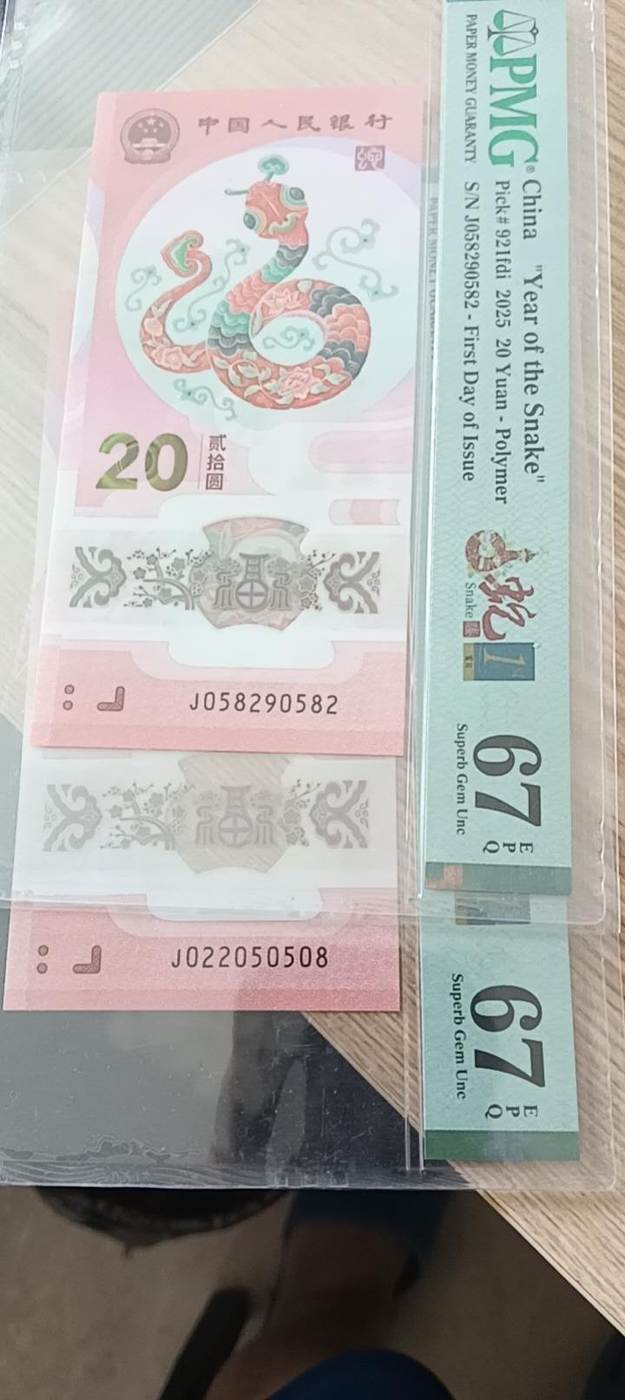 中国人民银行
20
贰拾圆
J058290582
J022050508
PMG®
PAPER MONEY GUARANTY
China "Year of the Snake"
Pick# 921fdi 2025 20 Yuan - Polymer
S/N J058290582 - First Day of Issue
蛇
Snake
1st
67
EPQ
Superb Gem Unc
67
EPQ
Superb Gem Unc